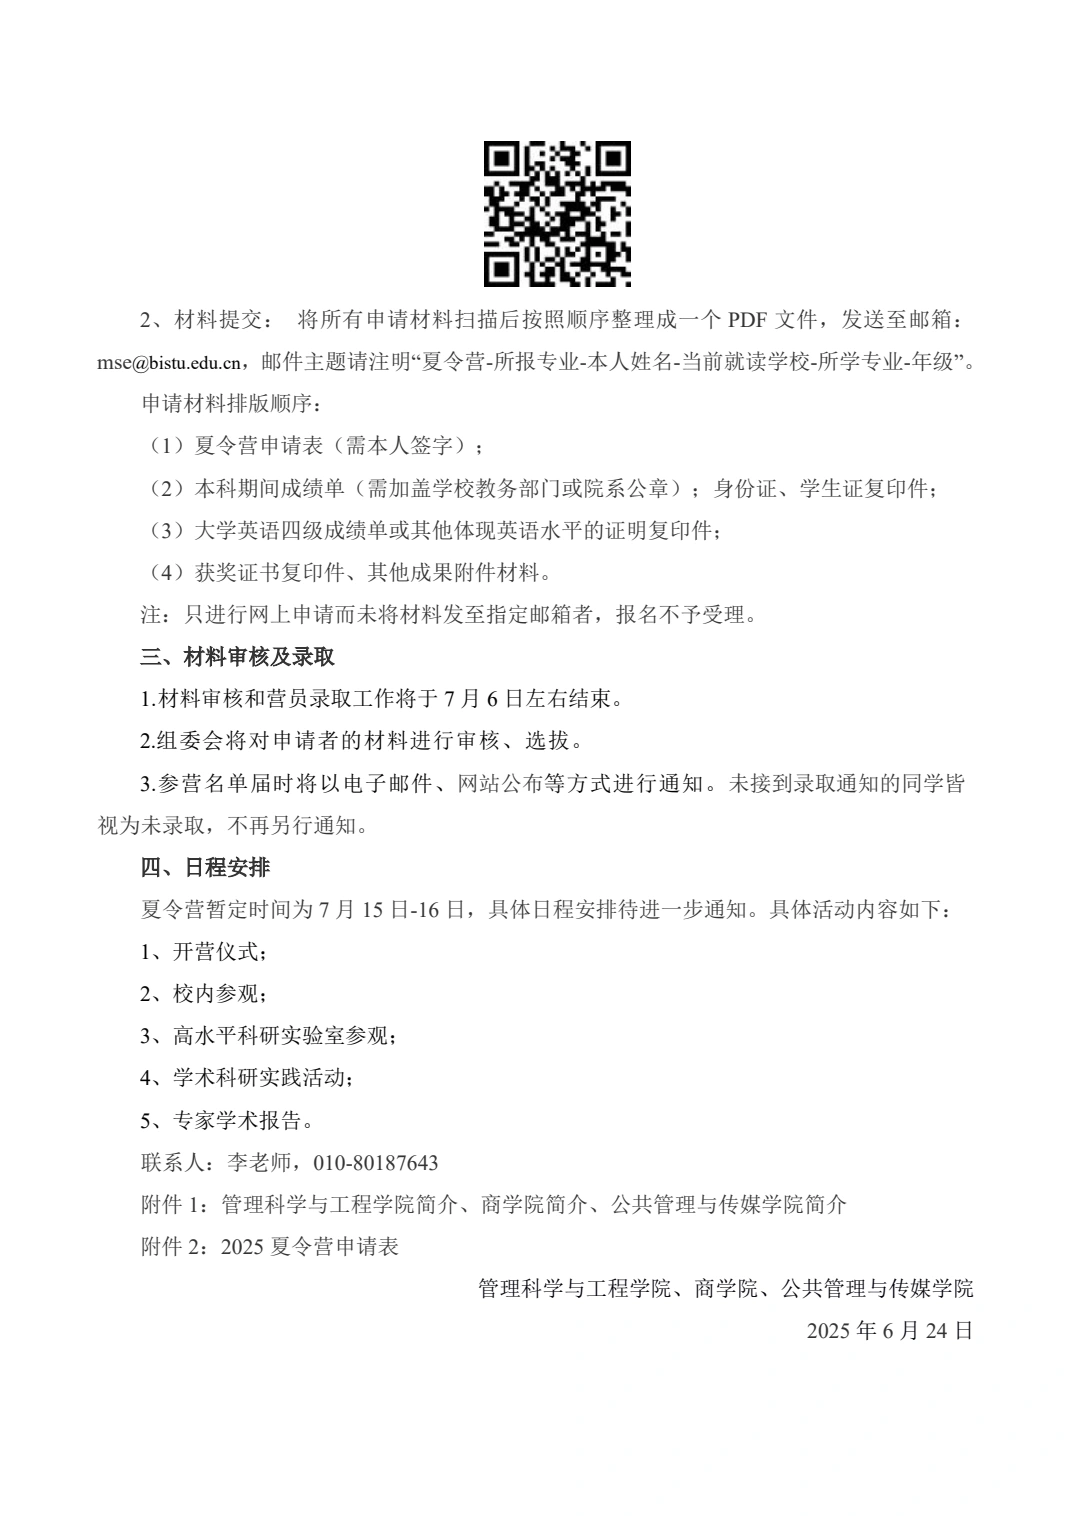 2、材料提交： 将所有申请材料扫描后按照顺序整理成一个 PDF 文件，发送至邮箱：
mse@bistu.edu.cn，邮件主题请注明“夏令营-所报专业-本人姓名-当前就读学校-所学专业-年级”。
申请材料排版顺序：
（1）夏令营申请表（需本人签字）；
（2）本科期间成绩单（需加盖学校教务部门或院系公章）；身份证、学生证复印件；
（3）大学英语四级成绩单或其他体现英语水平的证明复印件；
（4）获奖证书复印件、其他成果附件材料。
注：只进行网上申请而未将材料发至指定邮箱者，报名不予受理。
三、材料审核及录取
1.材料审核和营员录取工作将于 7 月 6 日左右结束。
2.组委会将对申请者的材料进行审核、选拔。
3.参营名单届时将以电子邮件、网站公布等方式进行通知。未接到录取通知的同学皆
视为未录取，不再另行通知。
四、日程安排
夏令营暂定时间为 7 月 15 日-16 日，具体日程安排待进一步通知。具体活动内容如下：
1、开营仪式；
2、校内参观；
3、高水平科研实验室参观；
4、学术科研实践活动；
5、专家学术报告。
联系人：李老师，010-80187643
附件 1：管理科学与工程学院简介、商学院简介、公共管理与传媒学院简介
附件 2：2025 夏令营申请表
管理科学与工程学院、商学院、公共管理与传媒学院
2025 年 6 月 24 日